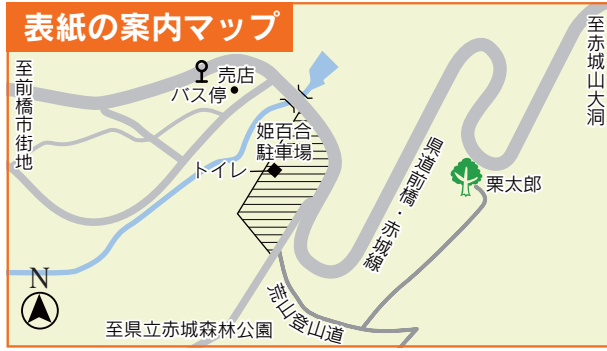 表紙の案内マップ
至前橋市街地
売店
バス停
姫百合
駐車場
トイレ
県道前橋・赤城線
栗太郎
至赤城山大洞
荒山登山道
至県立赤城森林公園
N